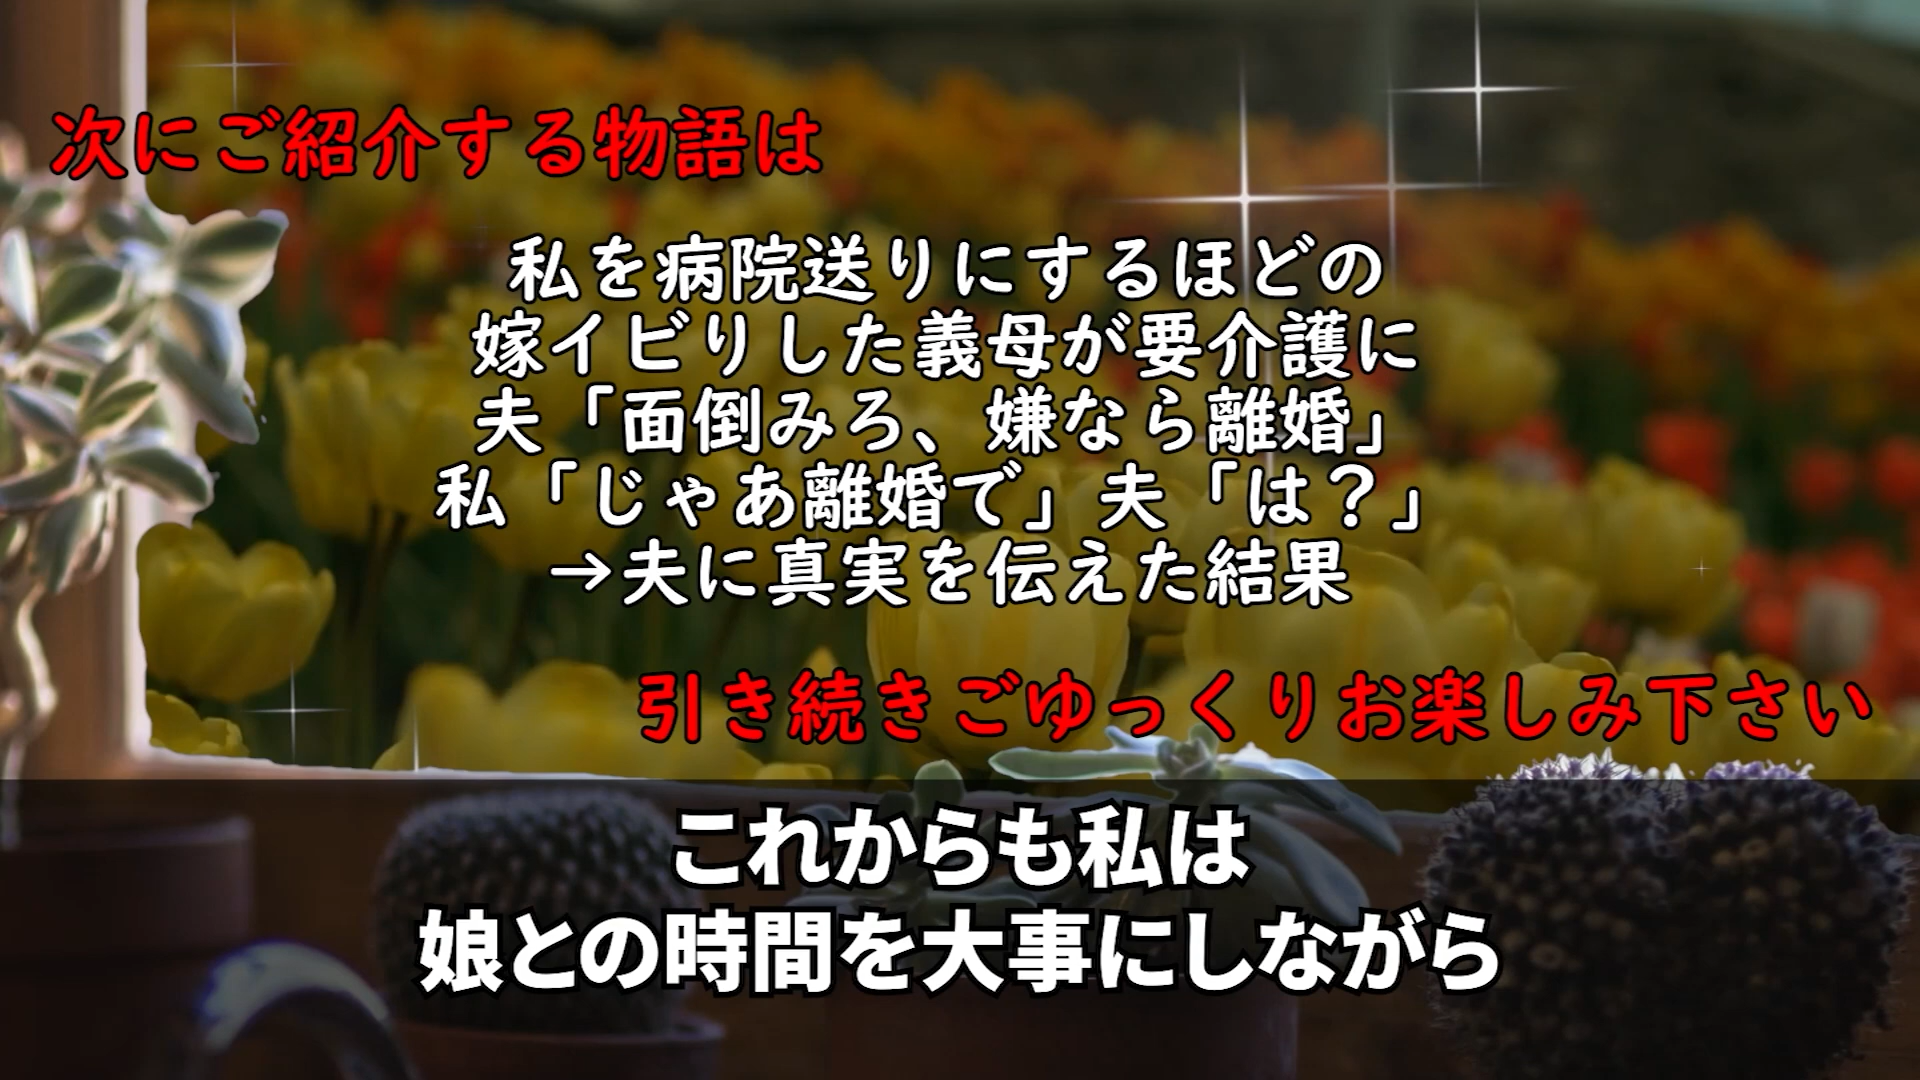 次にご紹介する物語は
私を病院送りにするほどの
嫁イビりした義母が要介護に
夫「面倒みろ、嫌なら離婚」
私「じゃあ離婚で」夫「は？」
→夫に真実を伝えた結果
引き続きごゆっくりお楽しみ下さい
これからも私は
娘との時間を大事にしながら